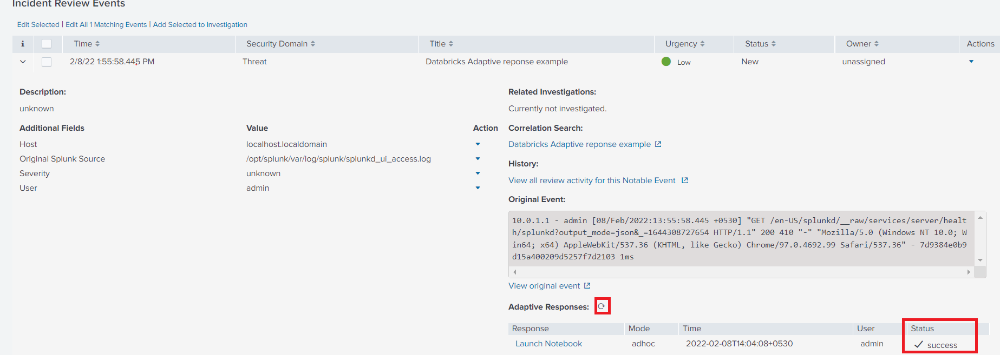 Incident Review Events
Edit Selected | Edit All 1 Matching Events | Add Selected to Investigation
i Time Security Domain Title Urgency Status Owner Actions
2/8/22 1:55:58.445 PM Threat Databricks Adaptive reponse example Low New unassigned
Description:
unknown
Additional Fields Value Action
Host localhost.localdomain
Original Splunk Source /opt/splunk/var/log/splunk/splunkd_ui_access.log
Severity unknown
User admin
Related Investigations:
Currently not investigated.
Correlation Search:
Databricks Adaptive reponse example
History:
View all review activity for this Notable Event
Original Event:
10.0.1.1 - admin [08/Feb/2022:13:55:58.445 +0530] "GET /en-US/splunkd/__raw/services/server/healt
h/splunkd?output_mode=json&_=1644308727654 HTTP/1.1" 200 410 "-" "Mozilla/5.0 (Windows NT 10.0; W
in64; x64) AppleWebKit/537.36 (KHTML, like Gecko) Chrome/97.0.4692.99 Safari/537.36" - 7d9384e0b9
d15a400209d5257f7d2103 1ms
View original event
Adaptive Responses:
Response Mode Time User Status
Launch Notebook adhoc 2022-02-08T14:04:08+0530 admin success